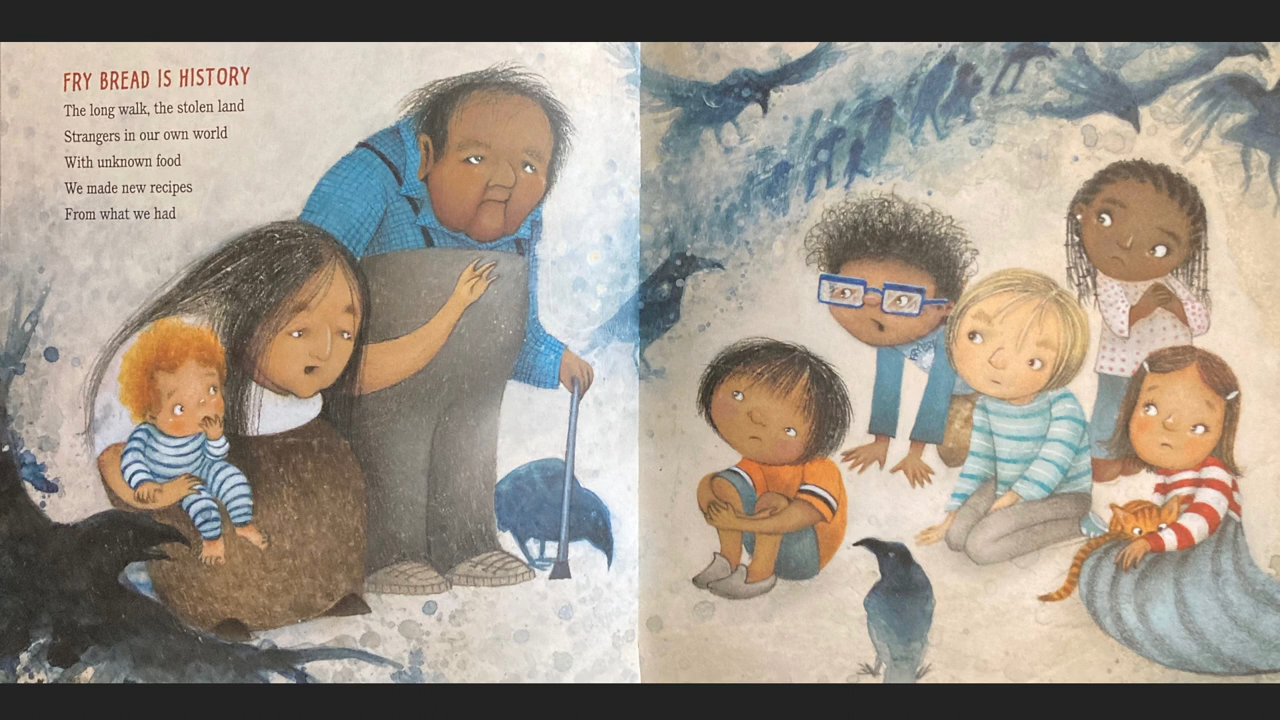 FRY BREAD IS HISTORY
The long walk, the stolen land
Strangers in our own world
With unknown food
We made new recipes
From what we had